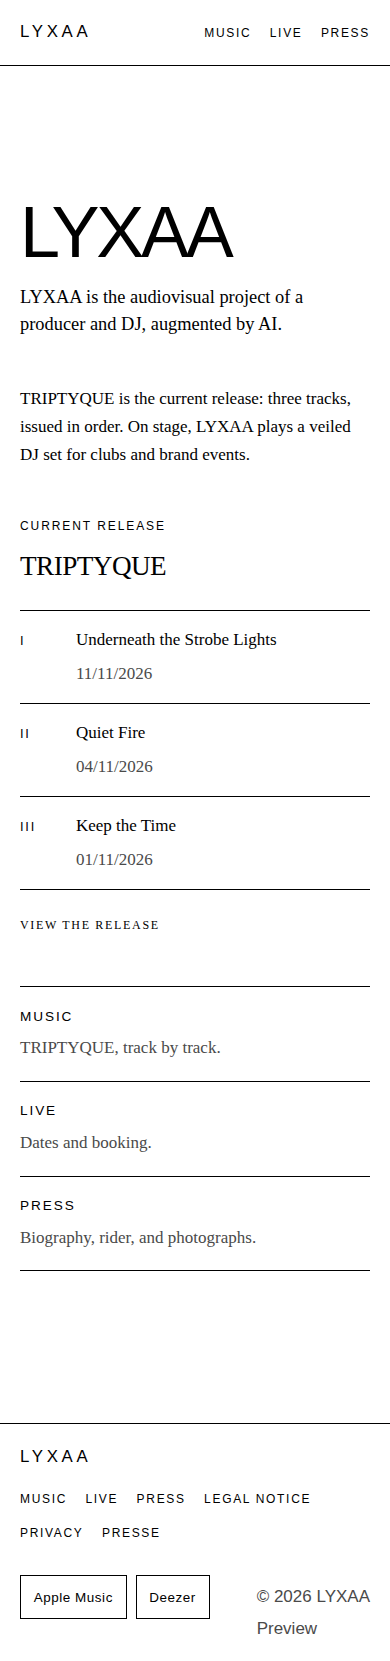 LYXAA
MUSIC LIVE PRESS
LYXAA
LYXAA is the audiovisual project of a
producer and DJ, augmented by AI.
TRIPTYQUE is the current release: three tracks,
issued in order. On stage, LYXAA plays a veiled
DJ set for clubs and brand events.
CURRENT RELEASE
TRIPTYQUE
I Underneath the Strobe Lights
11/11/2026
II Quiet Fire
04/11/2026
III Keep the Time
01/11/2026
VIEW THE RELEASE
MUSIC
TRIPTYQUE, track by track.
LIVE
Dates and booking.
PRESS
Biography, rider, and photographs.
LYXAA
MUSIC LIVE PRESS LEGAL NOTICE
PRIVACY PRESSE
Apple Music Deezer
© 2026 LYXAA
Preview